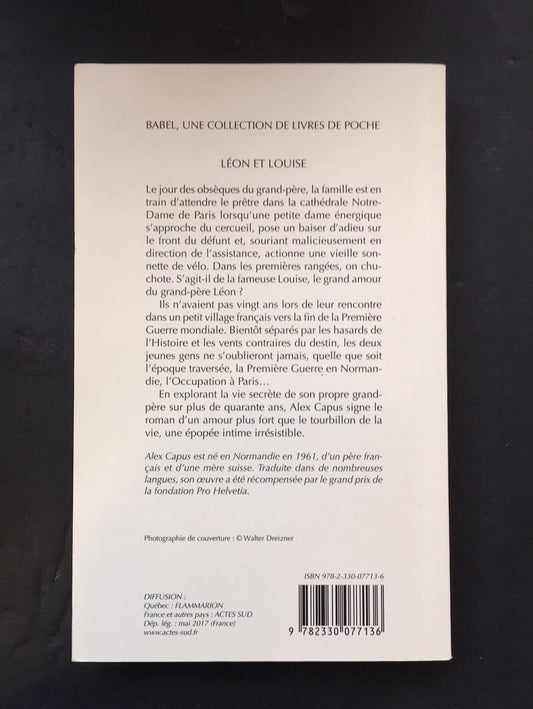 BABEL, UNE COLLECTION DE LIVRES DE POCHE
LÉON ET LOUISE
Le jour des obsèques du grand-père, la famille est en
train d'attendre le prêtre dans la cathédrale Notre-
Dame de Paris lorsqu'une petite dame énergique
s'approche du cercueil, pose un baiser d'adieu sur
le front du défunt et, souriant malicieusement en
direction de l'assistance, actionne une vieille son-
nette de vélo. Dans les premières rangées, on chu-
chote. S'agit-il de la fameuse Louise, le grand amour
du grand-père Léon ?
Ils n'avaient pas vingt ans lors de leur rencontre
dans un petit village français vers la fin de la Première
Guerre mondiale. Bientôt séparés par les hasards de
l'Histoire et les vents contraires du destin, les deux
jeunes gens ne s'oublieront jamais, quelle que soit
l'époque traversée, la Première Guerre en Norman-
die, l'Occupation à Paris…
En explorant la vie secrète de son propre grand-
père sur plus de quarante ans, Alex Capus signe le
roman d'un amour plus fort que le tourbillon de la
vie, une épopée intime irrésistible.
Alex Capus est né en Normandie en 1961, d'un père fran-
çais et d'une mère suisse. Traduite dans de nombreuses
langues, son œuvre a été récompensée par le grand prix de
la fondation Pro Helvetia.
Photographie de couverture : © Walter Dreizner
ISBN 978-2-330-07713-6
DIFFUSION :
Québec : FLAMMARION
France et autres pays : ACTES SUD
Dép. lég. : mai 2017 (France)
www.actes-sud.fr
9 782330 077136